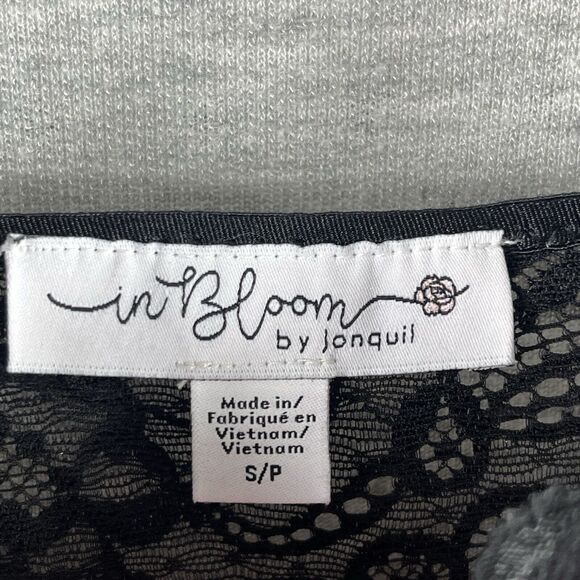 in Bloom
by Jonquil
Made in/
Fabriqué en
Vietnam/
Vietnam
S/P